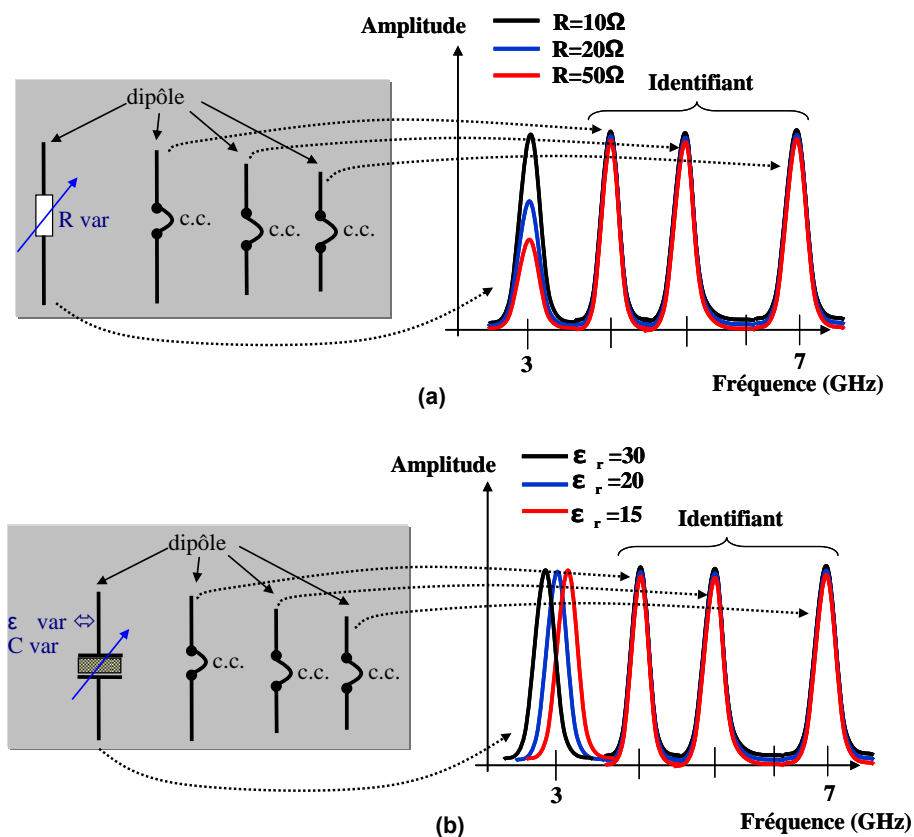 R=10Ω
Amplitude
R=20Ω
R=50Ω
Identifiant
dipôle
R var
c.c.
c.c.
c.c.
3
7
Fréquence (GHz)
(a)
Amplitude
ε r =30
ε r =20
ε r =15
Identifiant
dipôle
ε var ⇔
C var
c.c.
c.c.
c.c.
3
7
Fréquence (GHz)
(b)